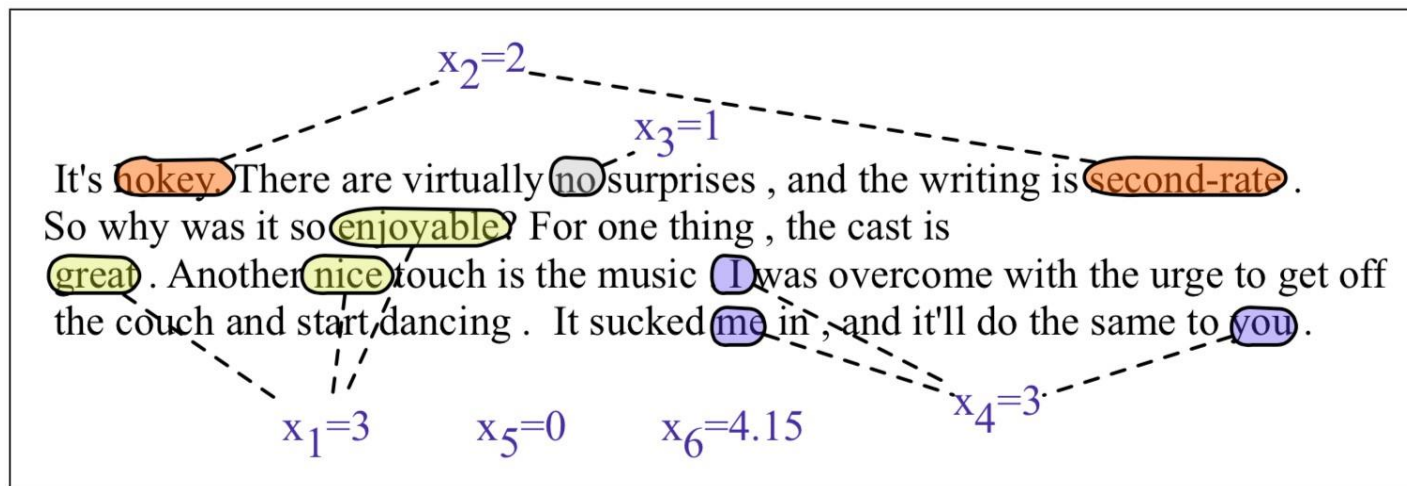 x2=2
x3=1
It's hokey. There are virtually no surprises , and the writing is second-rate .
So why was it so enjoyable? For one thing , the cast is
great . Another nice touch is the music I was overcome with the urge to get off
the couch and start dancing . It sucked me in , and it'll do the same to you .
x4=3
x1=3 x5=0 x6=4.15